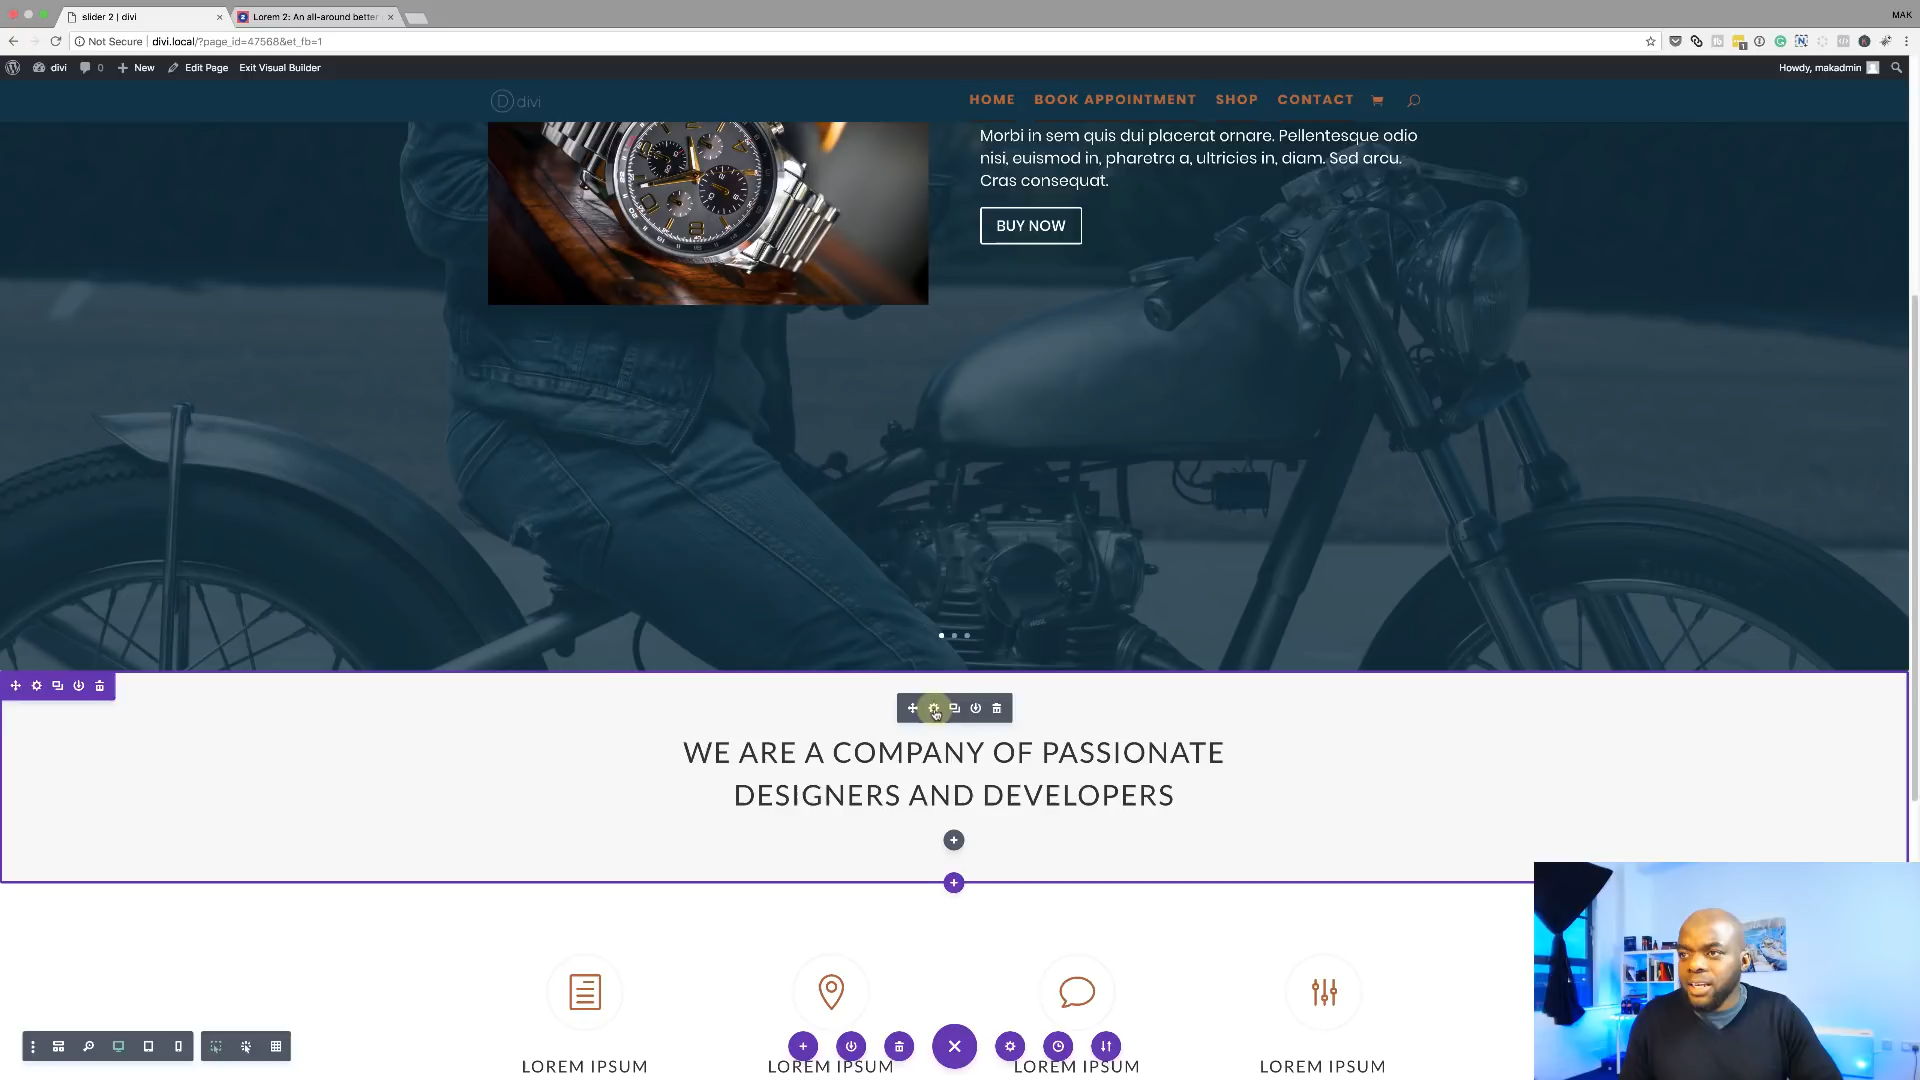 slider 2 | divi
Lorem 2: An all-around better
MAK
Not Secure | divi.local/?page_id=47568&et_fb=1
divi 0 New Edit Page Exit Visual Builder
Howdy, makadmin
D divi
HOME BOOK APPOINTMENT SHOP CONTACT
Morbi in sem quis dui placerat ornare. Pellentesque odio
nisi, euismod in, pharetra a, ultricies in, diam. Sed arcu.
Cras consequat.
BUY NOW
WE ARE A COMPANY OF PASSIONATE
DESIGNERS AND DEVELOPERS
LOREM IPSUM
LOREM IPSUM
LOREM IPSUM
LOREM IPSUM